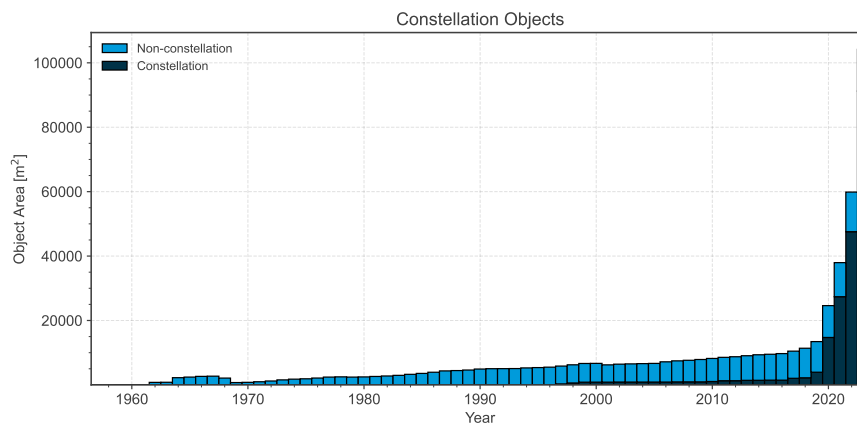 Constellation Objects
Non-constellation
Constellation
100000
80000
60000
40000
20000
Object Area [m²]
1960 1970 1980 1990 2000 2010 2020
Year